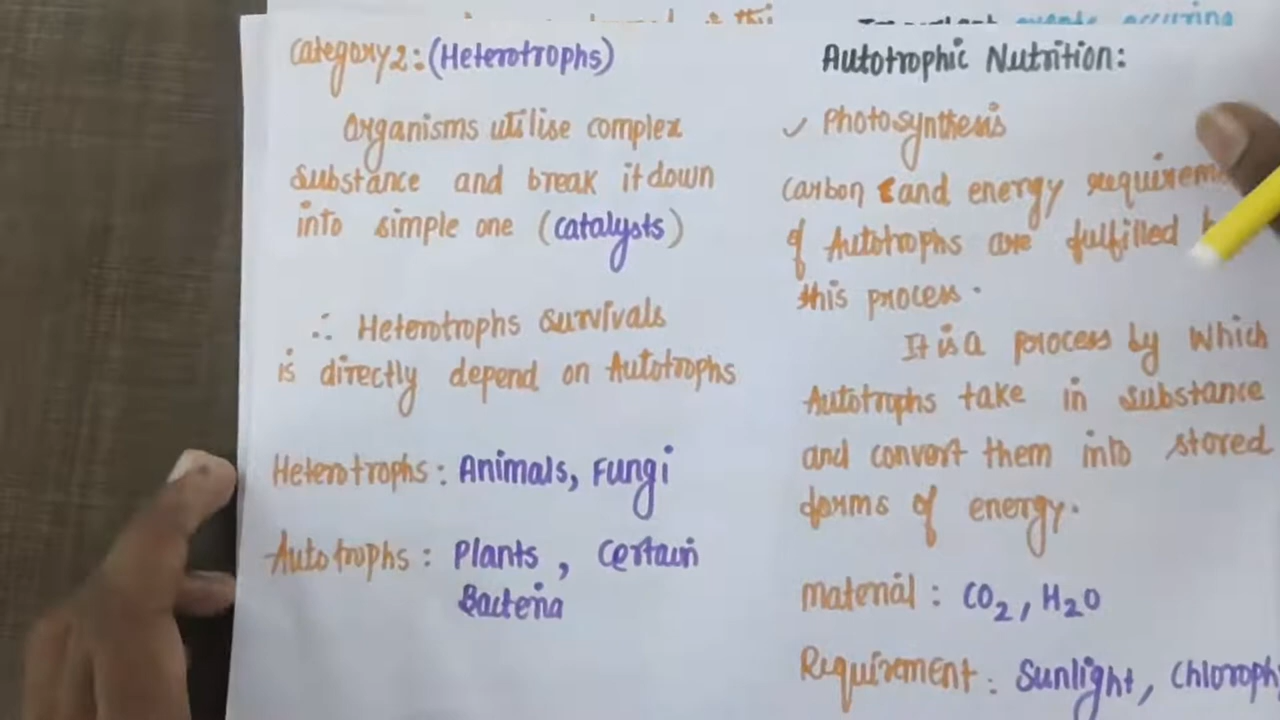 Category2: (Heterotrophs)
Organisms utilise complex
substance and break it down
into simple one (catalysts)
∴ Heterotrophs survivals
is directly depend on Autotrophs
Heterotrophs: Animals, Fungi
Autotrophs: Plants, Certain
Bacteria
Autotrophic Nutrition:
✓ Photosynthesis
Carbon and energy
of Autotrophs are fulfilled
this process.
It is a process by which
Autotrophs take in substance
and convert them into stored
forms of energy.
material: CO₂, H₂O
Requirement: Sunlight,